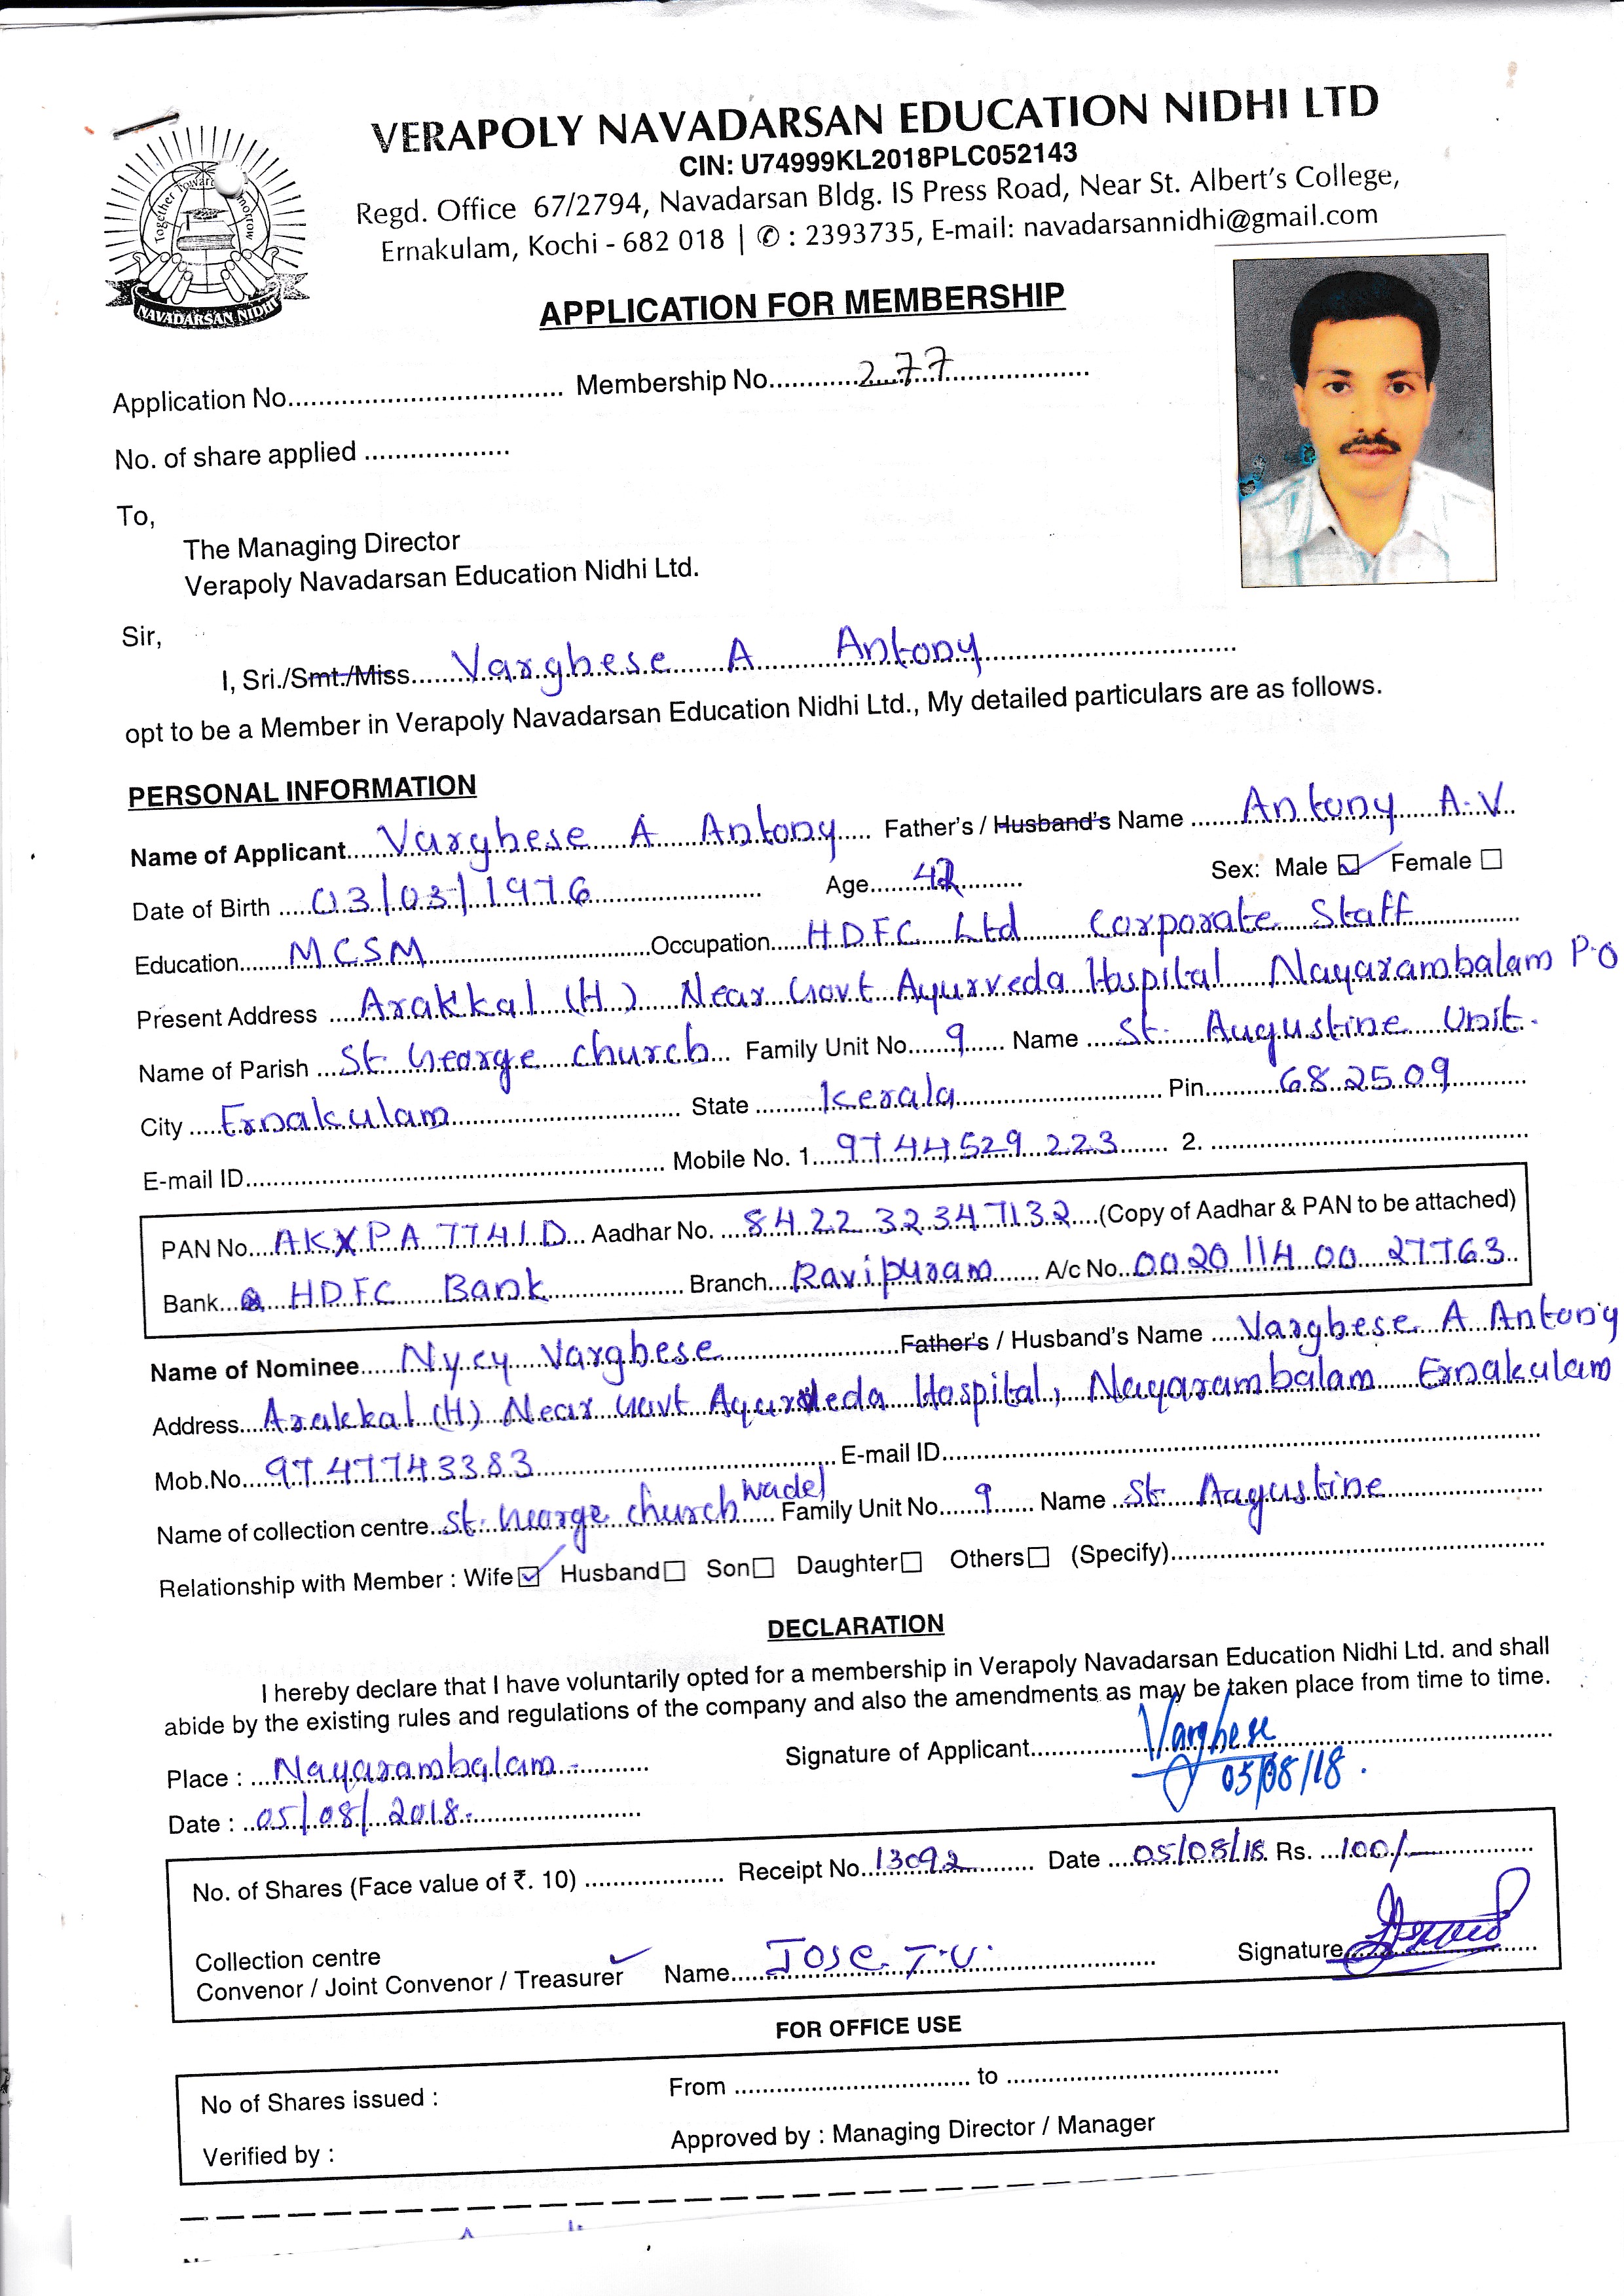 VERAPOLY NAVADARSAN EDUCATION NIDHI LTD
CIN: U74999KL2018PLC052143
Regd. Office 67/2794, Navadarsan Bldg. IS Press Road, Near St. Albert's College,
Ernakulam, Kochi - 682 018 | ✆ : 2393735, E-mail: navadarsannidhi@gmail.com
Together Towards
NAVADARSAN NIDHI
APPLICATION FOR MEMBERSHIP
Application No.................... Membership No. 277
No. of share applied ...................
To,
The Managing Director
Verapoly Navadarsan Education Nidhi Ltd.
Sir,
I, Sri./Smt./Miss. Varghese A Antony
opt to be a Member in Verapoly Navadarsan Education Nidhi Ltd., My detailed particulars are as follows.
PERSONAL INFORMATION
Name of Applicant Varghese A Antony Father's / Husband's Name Antony A.V
Date of Birth 03/03/1976 Age 42 Sex: Male ☑ Female ☐
Education MCSM Occupation HDFC Ltd Corporate Staff
Present Address Arakkal (H) Near Govt Ayurveda Hospital Nayarambalam P.O
Name of Parish St. George church Family Unit No. 9 Name St. Augustine Unit.
City Ernakulam State Kerala Pin 682509
E-mail ID.................... Mobile No. 1. 9744529223 2. ....................
PAN No. AKXPA7741D Aadhar No. 842232347132 (Copy of Aadhar & PAN to be attached)
Bank HDFC Bank Branch Ravipuram A/c No. 0020 114 00 27763
Name of Nominee Nycy Varghese Father's / Husband's Name Varghese A Antony
Address Arakkal (H) Near Govt Ayurveda Hospital, Nayarambalam Ernakulam
Mob.No. 9747743383 E-mail ID....................
Name of collection centre St. George church Family Unit No. 9 Name St. Augustine
Relationship with Member : Wife ☑ Husband ☐ Son ☐ Daughter ☐ Others ☐ (Specify)....................
DECLARATION
I hereby declare that I have voluntarily opted for a membership in Verapoly Navadarsan Education Nidhi Ltd. and shall
abide by the existing rules and regulations of the company and also the amendments as may be taken place from time to time.
Place : Nayarambalam Signature of Applicant Varghese
05/08/18.
Date : 05/08/2018
No. of Shares (Face value of ₹. 10) .................... Receipt No. 13092 Date 05/08/18 Rs. 100/-
Collection centre
Convenor / Joint Convenor / Treasurer ✓ Name Jose T.V. Signature
FOR OFFICE USE
No of Shares issued : From .................... to ....................
Verified by : Approved by : Managing Director / Manager